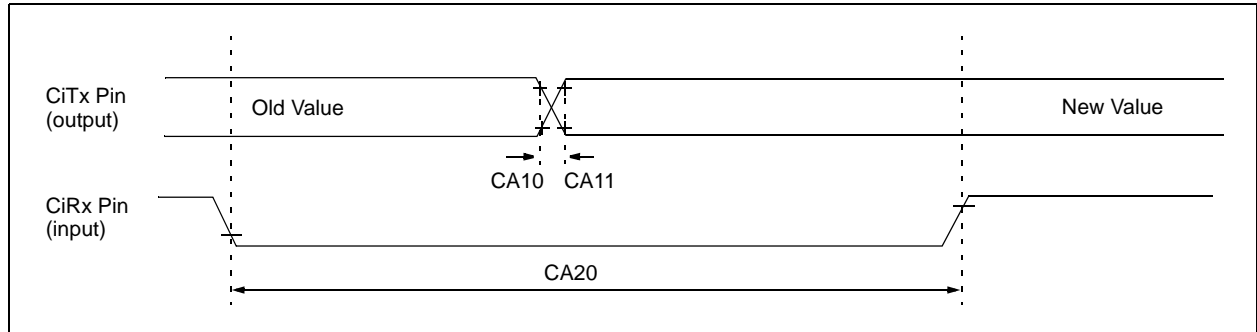 CiTx Pin
(output)
Old Value
New Value
CA10 CA11
CiRx Pin
(input)
CA20